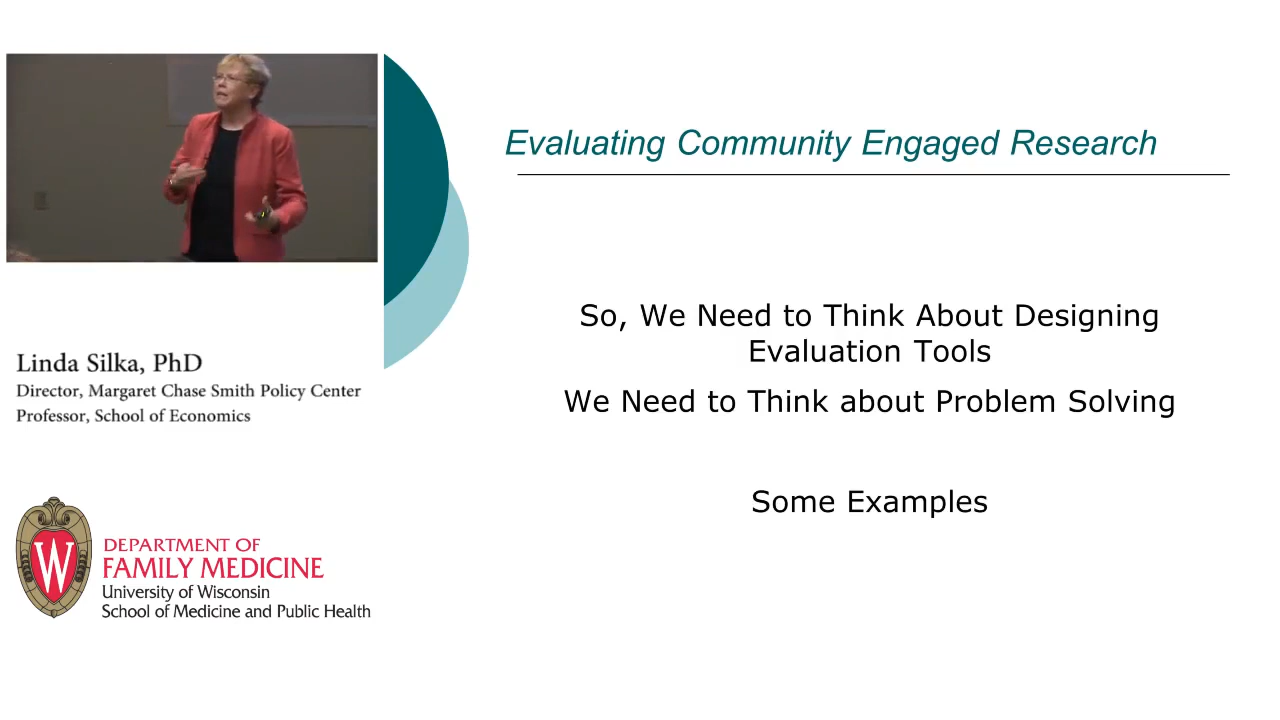 Evaluating Community Engaged Research
So, We Need to Think About Designing
Evaluation Tools
We Need to Think about Problem Solving
Some Examples
Linda Silka, PhD
Director, Margaret Chase Smith Policy Center
Professor, School of Economics
W
DEPARTMENT OF
FAMILY MEDICINE
University of Wisconsin
School of Medicine and Public Health